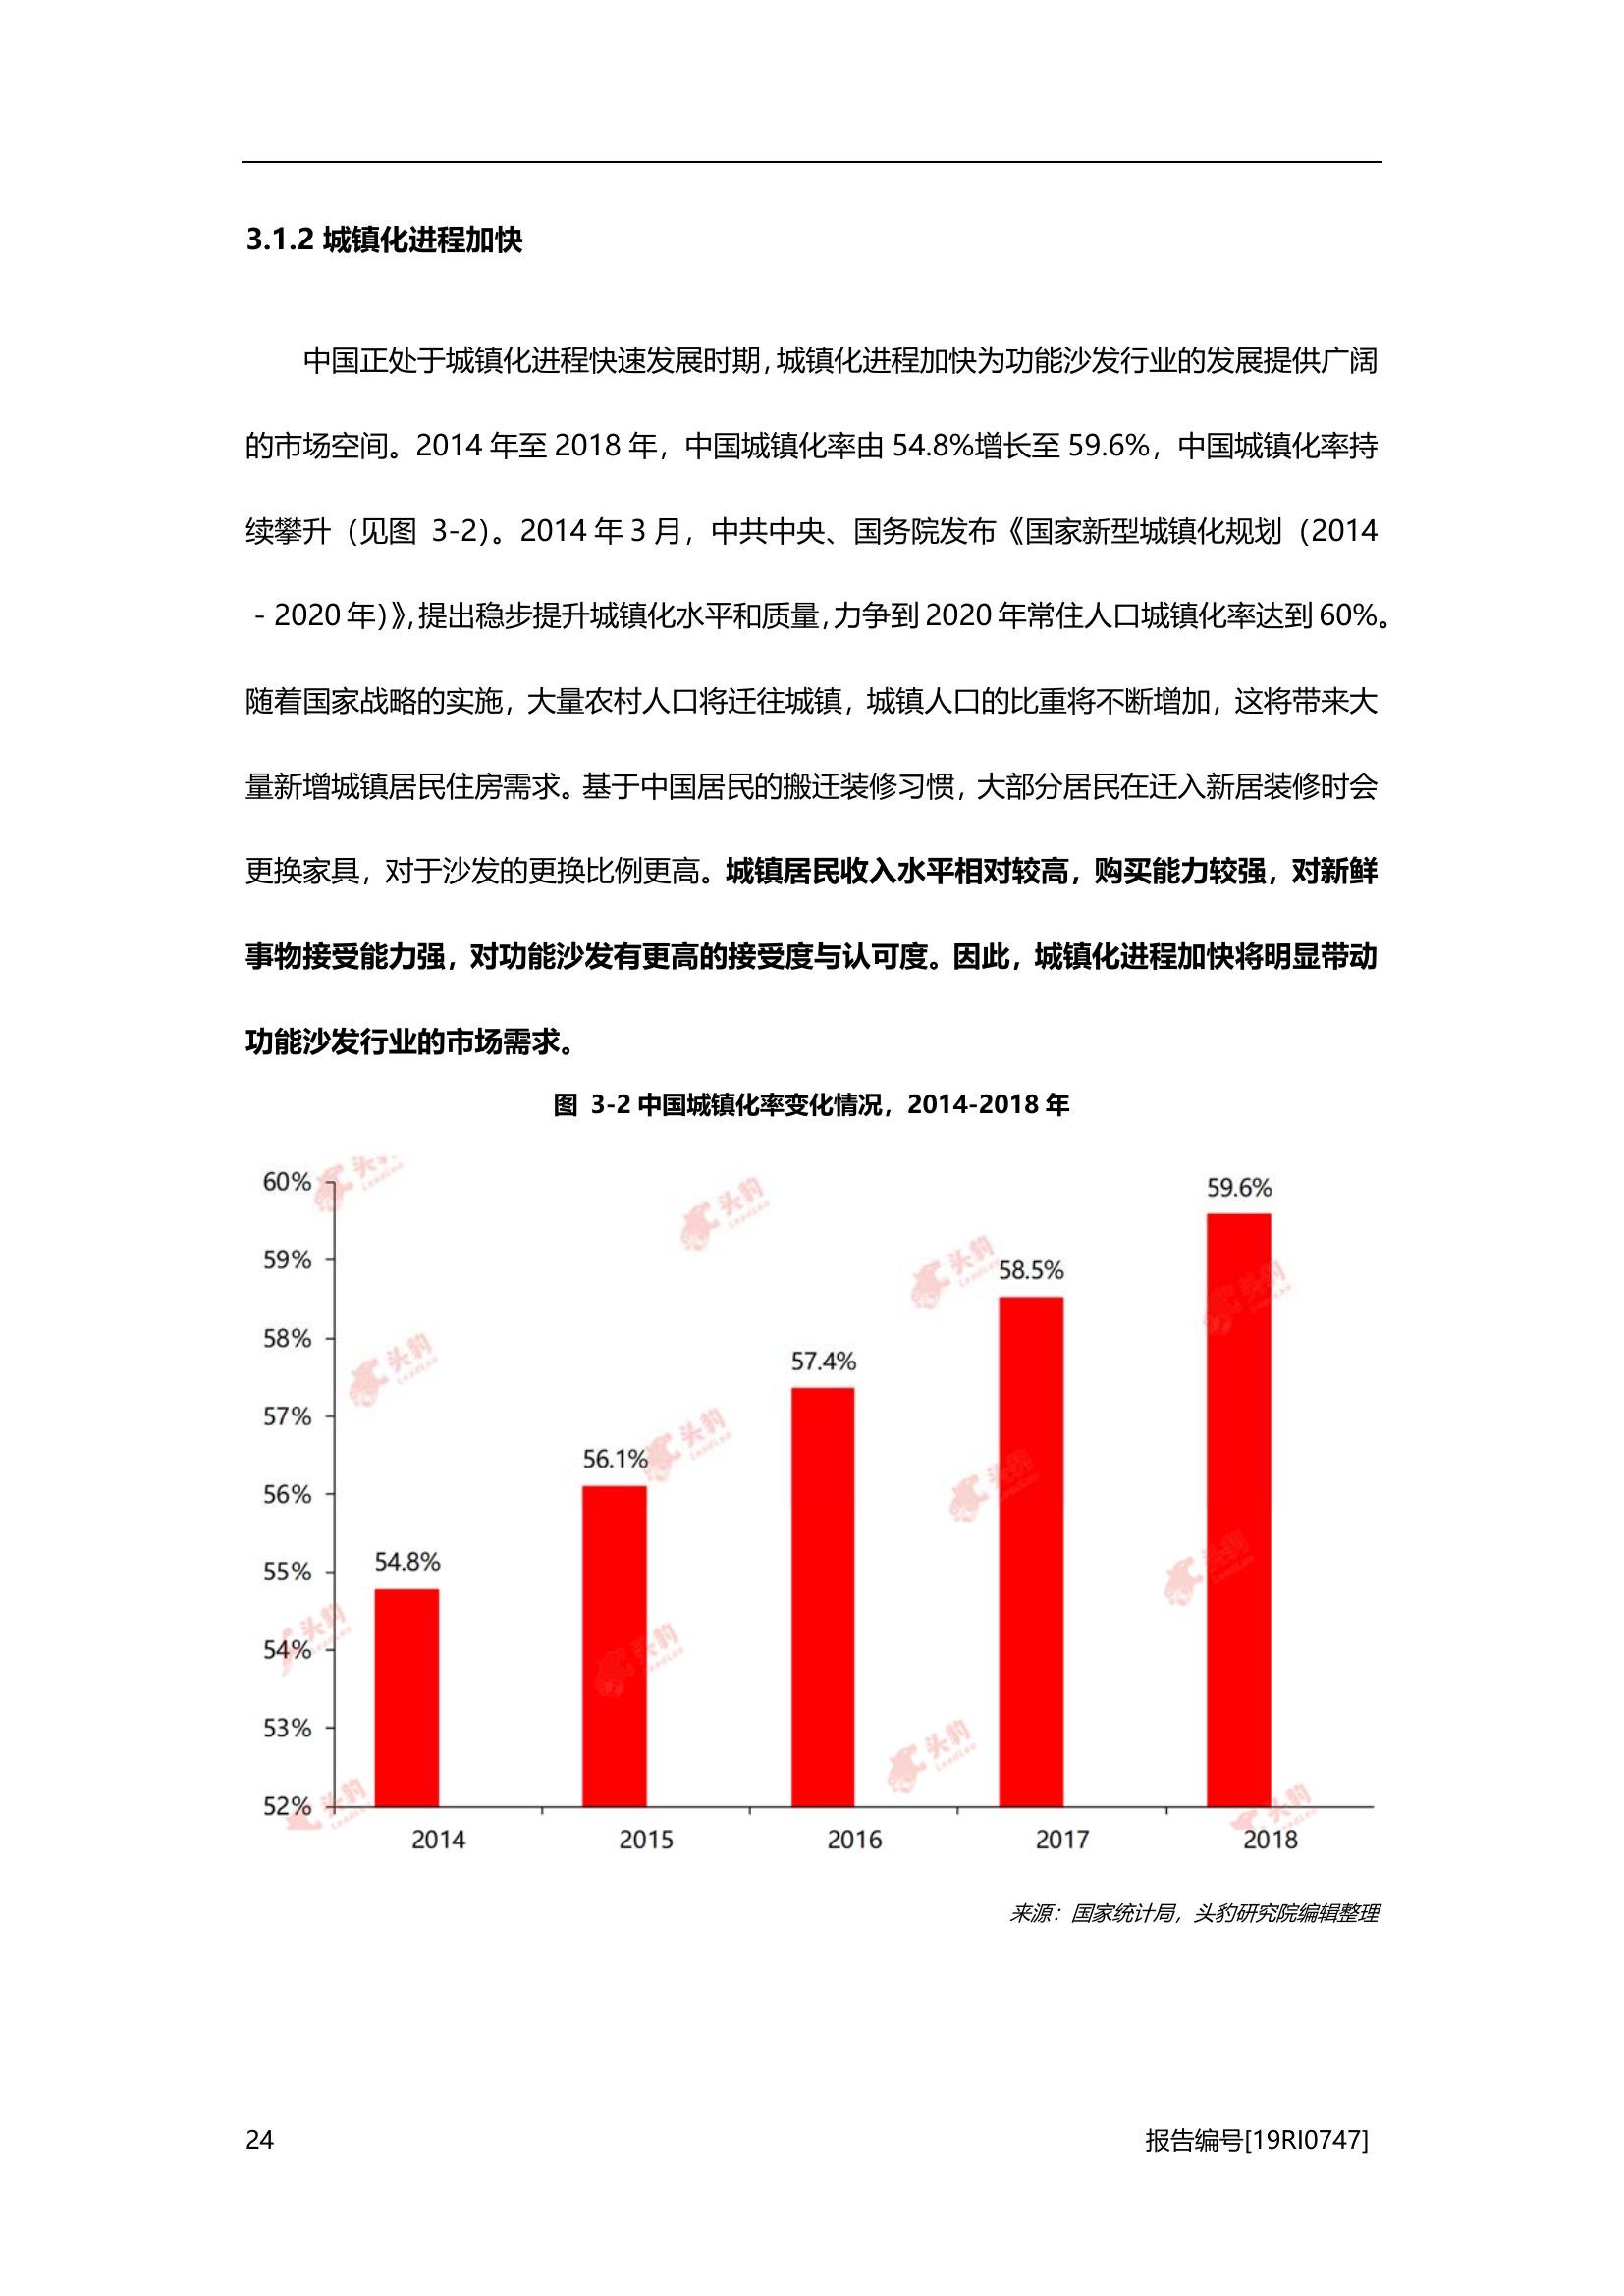 3.1.2 城镇化进程加快
中国正处于城镇化进程快速发展时期，城镇化进程加快为功能沙发行业的发展提供广阔
的市场空间。2014 年至 2018 年，中国城镇化率由 54.8%增长至 59.6%，中国城镇化率持
续攀升（见图 3-2）。2014 年 3 月，中共中央、国务院发布《国家新型城镇化规划（2014
－2020 年）》，提出稳步提升城镇化水平和质量，力争到 2020 年常住人口城镇化率达到 60%。
随着国家战略的实施，大量农村人口将迁往城镇，城镇人口的比重将不断增加，这将带来大
量新增城镇居民住房需求。基于中国居民的搬迁装修习惯，大部分居民在迁入新居装修时会
更换家具，对于沙发的更换比例更高。城镇居民收入水平相对较高，购买能力较强，对新鲜
事物接受能力强，对功能沙发有更高的接受度与认可度。因此，城镇化进程加快将明显带动
功能沙发行业的市场需求。
图 3-2 中国城镇化率变化情况，2014-2018 年
60%
59%
58%
57%
56%
55%
54%
53%
52%
54.8%
56.1%
57.4%
58.5%
59.6%
2014
2015
2016
2017
2018
头豹
LeadLeo
来源：国家统计局，头豹研究院编辑整理
24
报告编号[19RI0747]